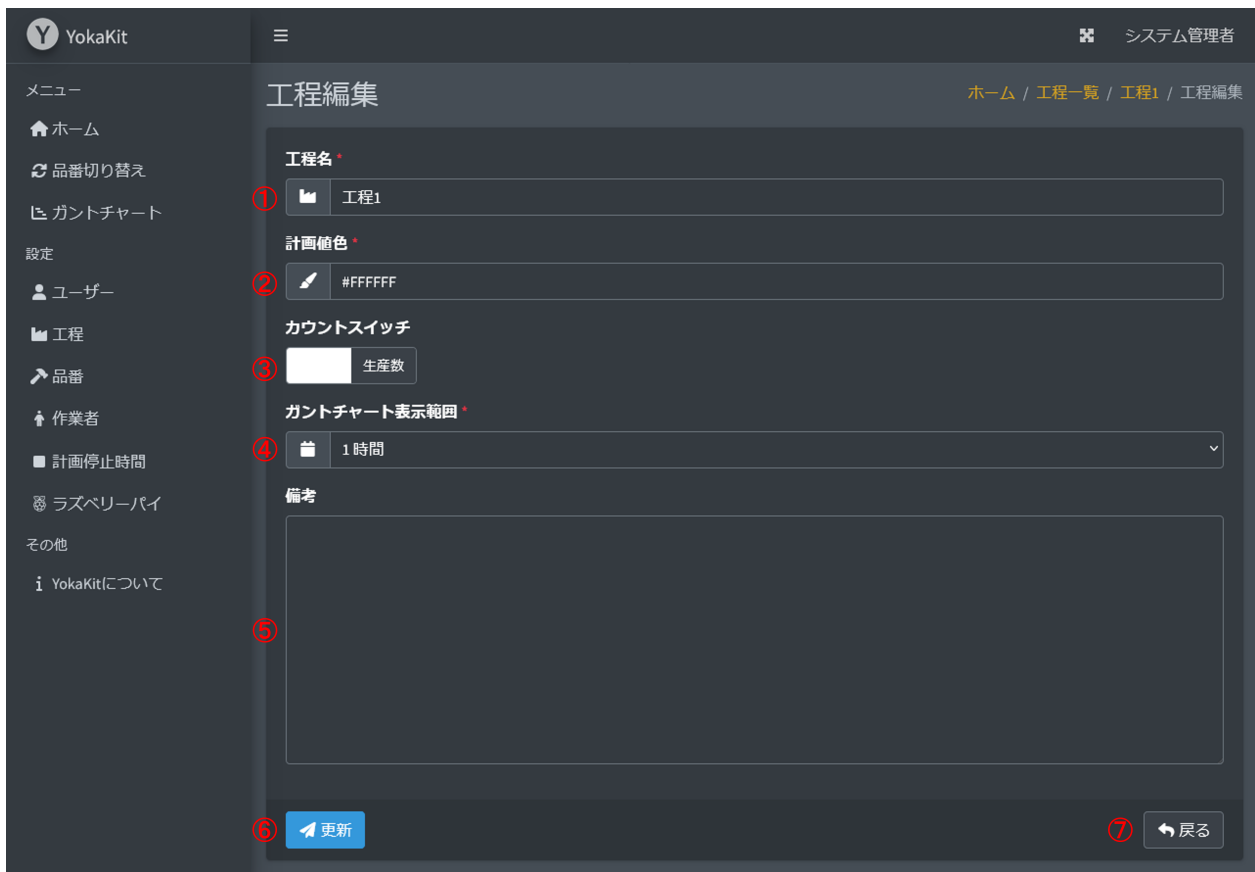 Y YokaKit
システム管理者
メニュー
ホーム
品番切り替え
ガントチャート
設定
ユーザー
工程
品番
作業者
計画停止時間
ラズベリーパイ
その他
YokaKitについて
工程編集
ホーム / 工程一覧 / 工程1 / 工程編集
工程名 *
① 工程1
計画値色 *
② #FFFFFF
カウントスイッチ
③ 生産数
ガントチャート表示範囲 *
④ 1時間
備考
⑤
⑥ 更新
⑦ 戻る